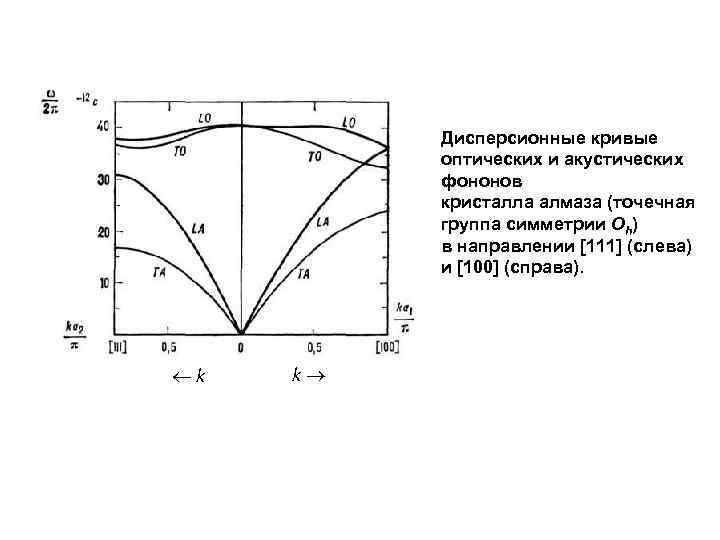 ω/2π -12 c
40
30
20
10
LO
LO
TO
TO
LA
LA
TA
TA
ka₂/π
ka₁/π
[111] 0,5 0 0,5 [100]
← k k →
Дисперсионные кривые
оптических и акустических
фононов
кристалла алмаза (точечная
группа симметрии Oh)
в направлении [111] (слева)
и [100] (справа).